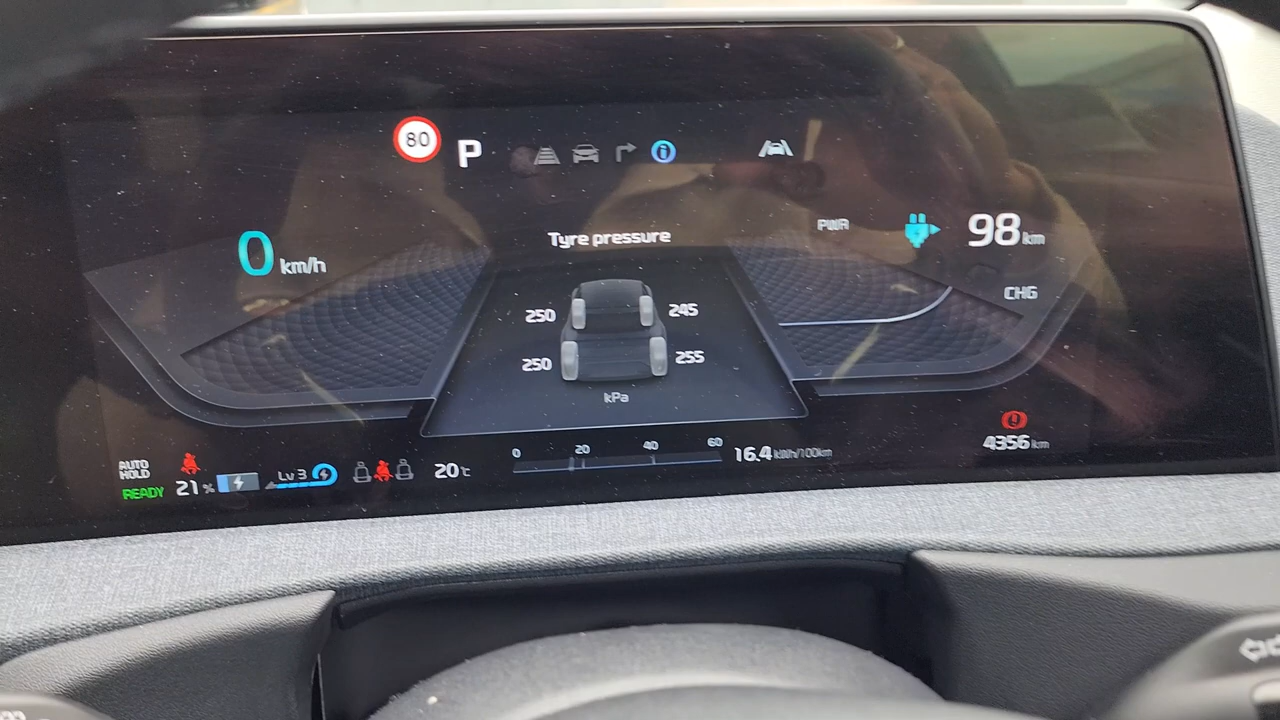 80
P
0 km/h
Tyre pressure
PWR
98 km
CHG
250
245
250
255
kPa
0
20
40
60
16.4 kWh/100km
4356 km
AUTO
HOLD
READY
21 %
Lv 3
20°C